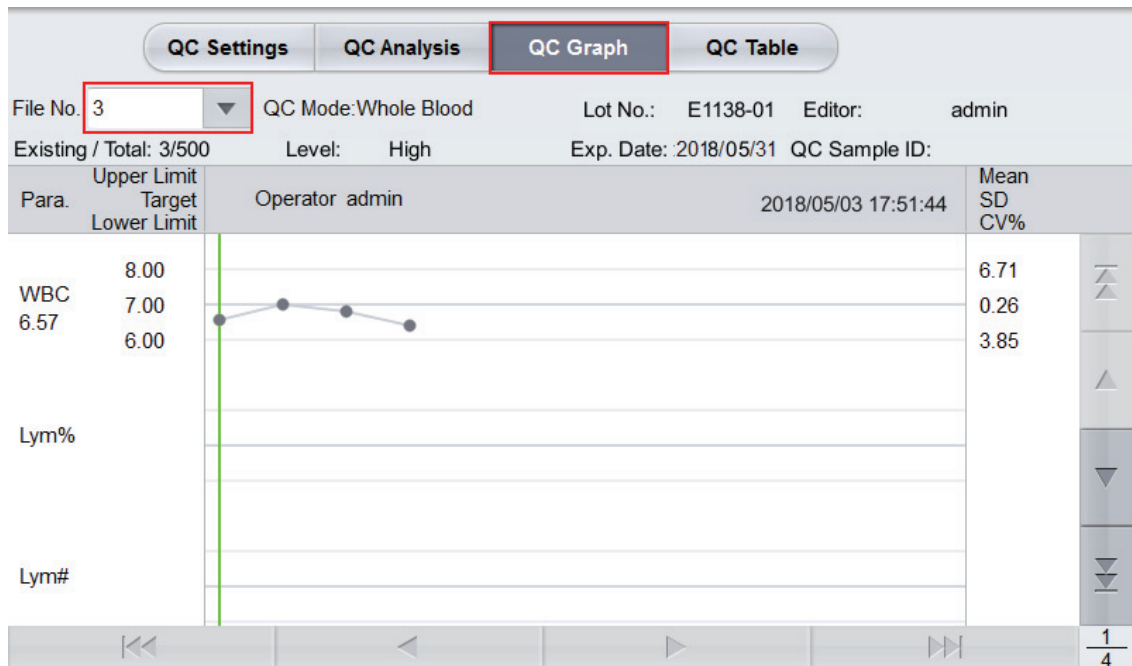 QC Settings QC Analysis QC Graph QC Table
File No. 3 QC Mode:Whole Blood Lot No.: E1138-01 Editor: admin
Existing / Total: 3/500 Level: High Exp. Date: 2018/05/31 QC Sample ID:
Para.
Upper Limit
Target
Lower Limit
Operator admin 2018/05/03 17:51:44
Mean
SD
CV%
WBC
6.57
8.00
7.00
6.00
6.71
0.26
3.85
Lym%
Lym#
1
4